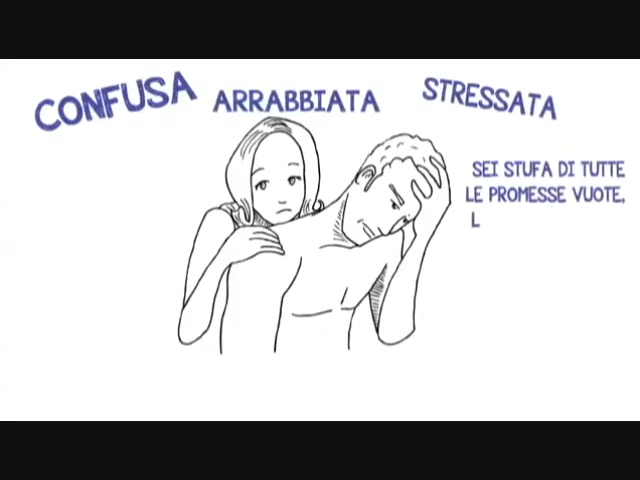 CONFUSA
ARRABBIATA
STRESSATA
SEI STUFA DI TUTTE
LE PROMESSE VUOTE,
L